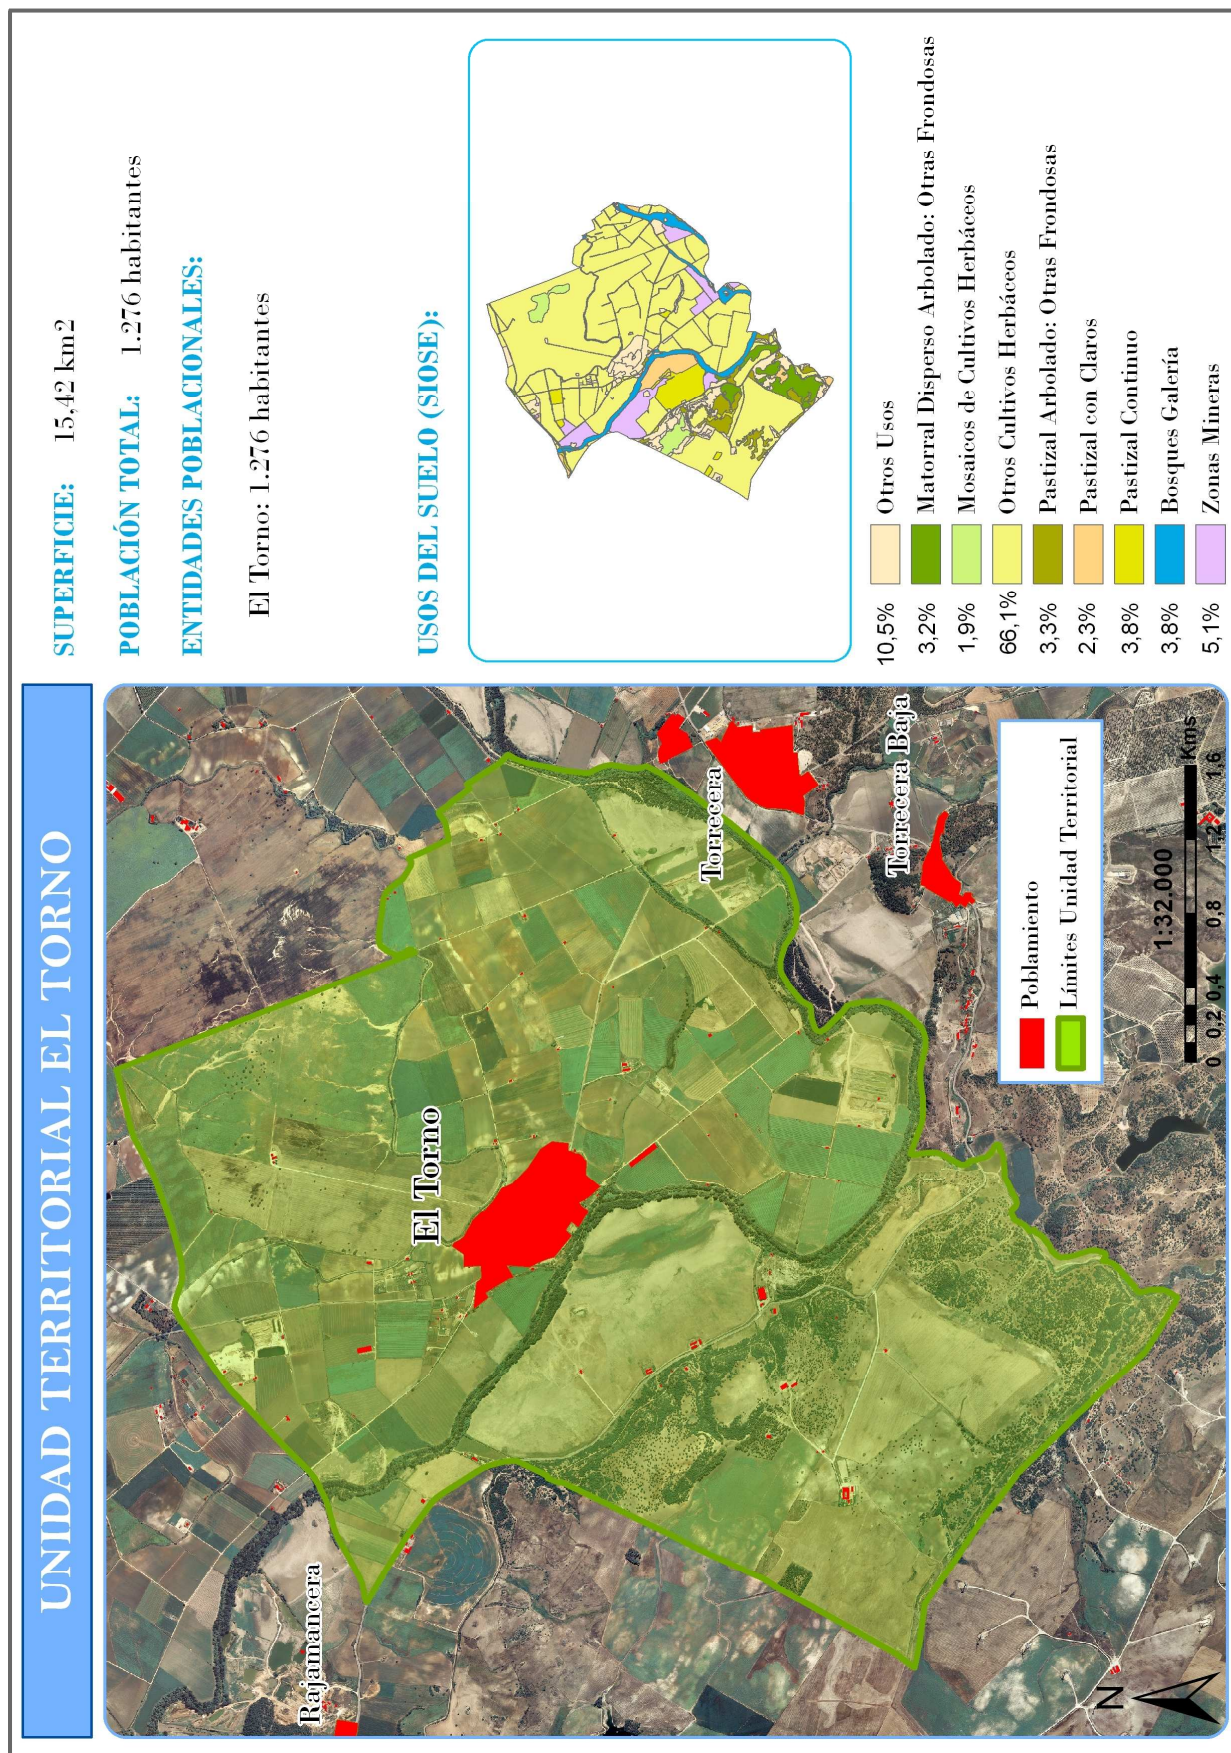 UNIDAD TERRITORIAL EL TORNO
Rajamancera
El Torno
Torrecera
Torrecera Baja
Poblamiento
Límites Unidad Territorial
1:32.000
0 0,2 0,4 0,8 1,2 1,6
Kms
N
SUPERFICIE: 15,42 km2
POBLACIÓN TOTAL: 1.276 habitantes
ENTIDADES POBLACIONALES:
El Torno: 1.276 habitantes
USOS DEL SUELO (SIOSE):
10,5% Otros Usos
3,2% Matorral Disperso Arbolado: Otras Frondosas
1,9% Mosaicos de Cultivos Herbáceos
66,1% Otros Cultivos Herbáceos
3,3% Pastizal Arbolado: Otras Frondosas
2,3% Pastizal con Claros
3,8% Pastizal Continuo
3,8% Bosques Galería
5,1% Zonas Mineras